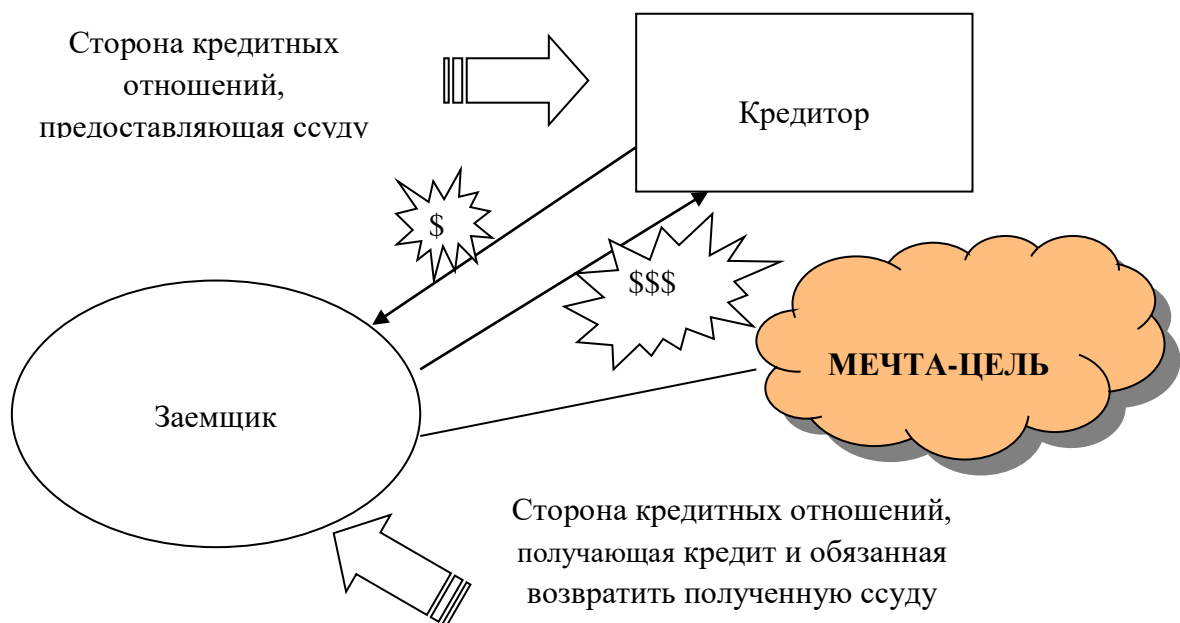 Сторона кредитных
отношений,
предоставляющая ссуду
Кредитор
$
$$$
МЕЧТА-ЦЕЛЬ
Заемщик
Сторона кредитных отношений,
получающая кредит и обязанная
возвратить полученную ссуду